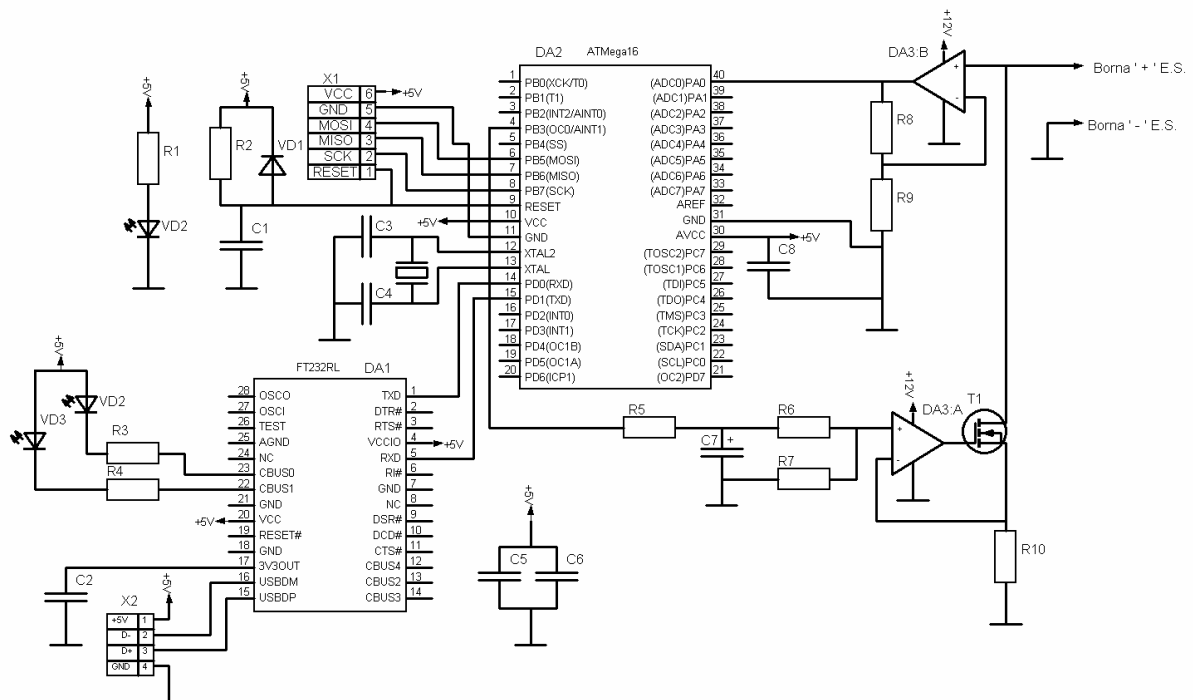 DA2
ATMega16
1 PB0(XCK/T0)
2 PB1(T1)
3 PB2(INT2/AINT0)
4 PB3(OC0/AINT1)
5 PB4(SS)
6 PB5(MOSI)
7 PB6(MISO)
8 PB7(SCK)
9 RESET
10 VCC
11 GND
12 XTAL2
13 XTAL
14 PD0(RXD)
15 PD1(TXD)
16 PD2(INT0)
17 PD3(INT1)
18 PD4(OC1B)
19 PD5(OC1A)
20 PD6(ICP1)
(ADC0)PA0 40
(ADC1)PA1 39
(ADC2)PA2 38
(ADC3)PA3 37
(ADC4)PA4 36
(ADC5)PA5 35
(ADC6)PA6 34
(ADC7)PA7 33
AREF 32
GND 31
AVCC 30
(TOSC2)PC7 29
(TOSC1)PC6 28
(TDI)PC5 27
(TDO)PC4 26
(TMS)PC3 25
(TCK)PC2 24
(SDA)PC1 23
(SCL)PC0 22
(OC2)PD7 21
+5V
+5V
C8
+12V
DA3:B
+
-
R8
R9
Borna ' + ' E.S.
Borna ' - ' E.S.
+5V
R1
VD2
+5V
R2
VD1
C1
X1
VCC 6
GND 5
MOSI 4
MISO 3
SCK 2
RESET 1
+5V
C3
C4
FT232RL
DA1
28 OSCO
27 OSCI
26 TEST
25 AGND
24 NC
23 CBUS0
22 CBUS1
21 GND
20 VCC
19 RESET#
18 GND
17 3V3OUT
16 USBDM
15 USBDP
TXD 1
DTR# 2
RTS# 3
VCCIO 4
RXD 5
RI# 6
GND 7
NC 8
DSR# 9
DCD# 10
CTS# 11
CBUS4 12
CBUS2 13
CBUS3 14
+5V
+5V
+5V
VD3
VD2
R3
R4
C2
X2
+5V 1
D- 2
D+ 3
GND 4
+5V
+5V
C5
C6
R5
C7
+
R6
R7
+12V
DA3:A
+
-
T1
R10